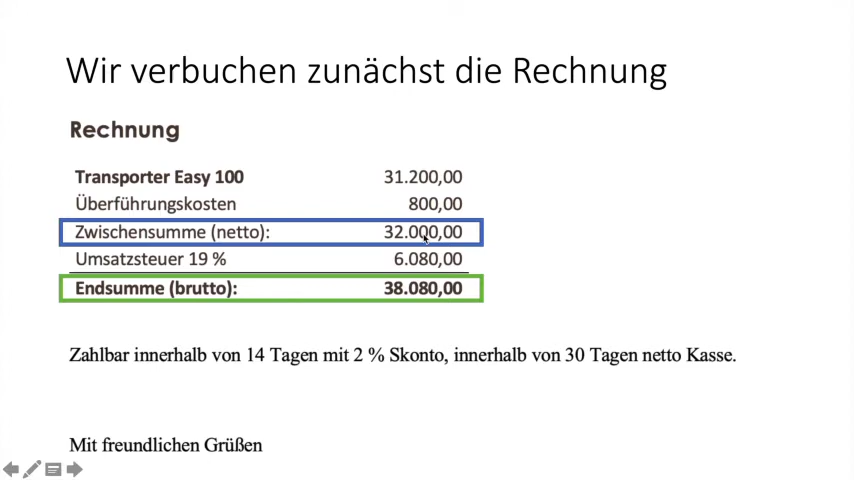 Wir verbuchen zunächst die Rechnung
Rechnung
Transporter Easy 100 31.200,00
Überführungskosten 800,00
Zwischensumme (netto): 32.000,00
Umsatzsteuer 19 % 6.080,00
Endsumme (brutto): 38.080,00
Zahlbar innerhalb von 14 Tagen mit 2 % Skonto, innerhalb von 30 Tagen netto Kasse.
Mit freundlichen Grüßen